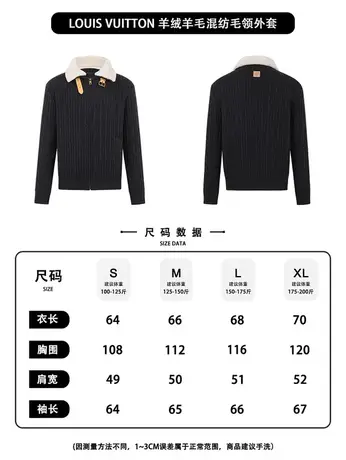 LOUIS VUITTON 羊绒羊毛混纺毛领外套
尺码数据
SIZE DATA
尺码 S M L XL
SIZE 建议体重 建议体重 建议体重 建议体重
100-125斤 125-150斤 150-175斤 175-200斤
衣长 64 66 68 70
胸围 108 112 116 120
肩宽 49 50 51 52
袖长 64 65 66 67
(因测量方法不同，1~3CM误差属于正常范围，商品建议手洗)